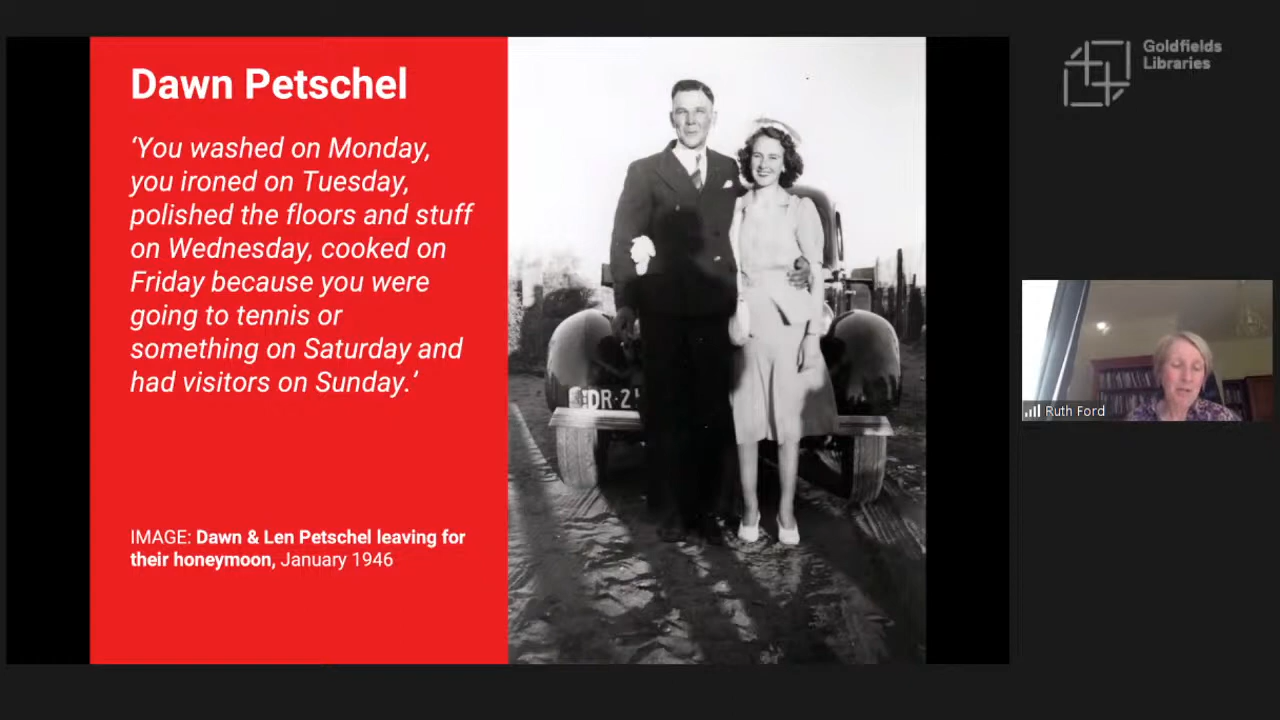 Dawn Petschel
‘You washed on Monday,
you ironed on Tuesday,
polished the floors and stuff
on Wednesday, cooked on
Friday because you were
going to tennis or
something on Saturday and
had visitors on Sunday.’
IMAGE: Dawn & Len Petschel leaving for
their honeymoon, January 1946
Goldfields
Libraries
Ruth Ford